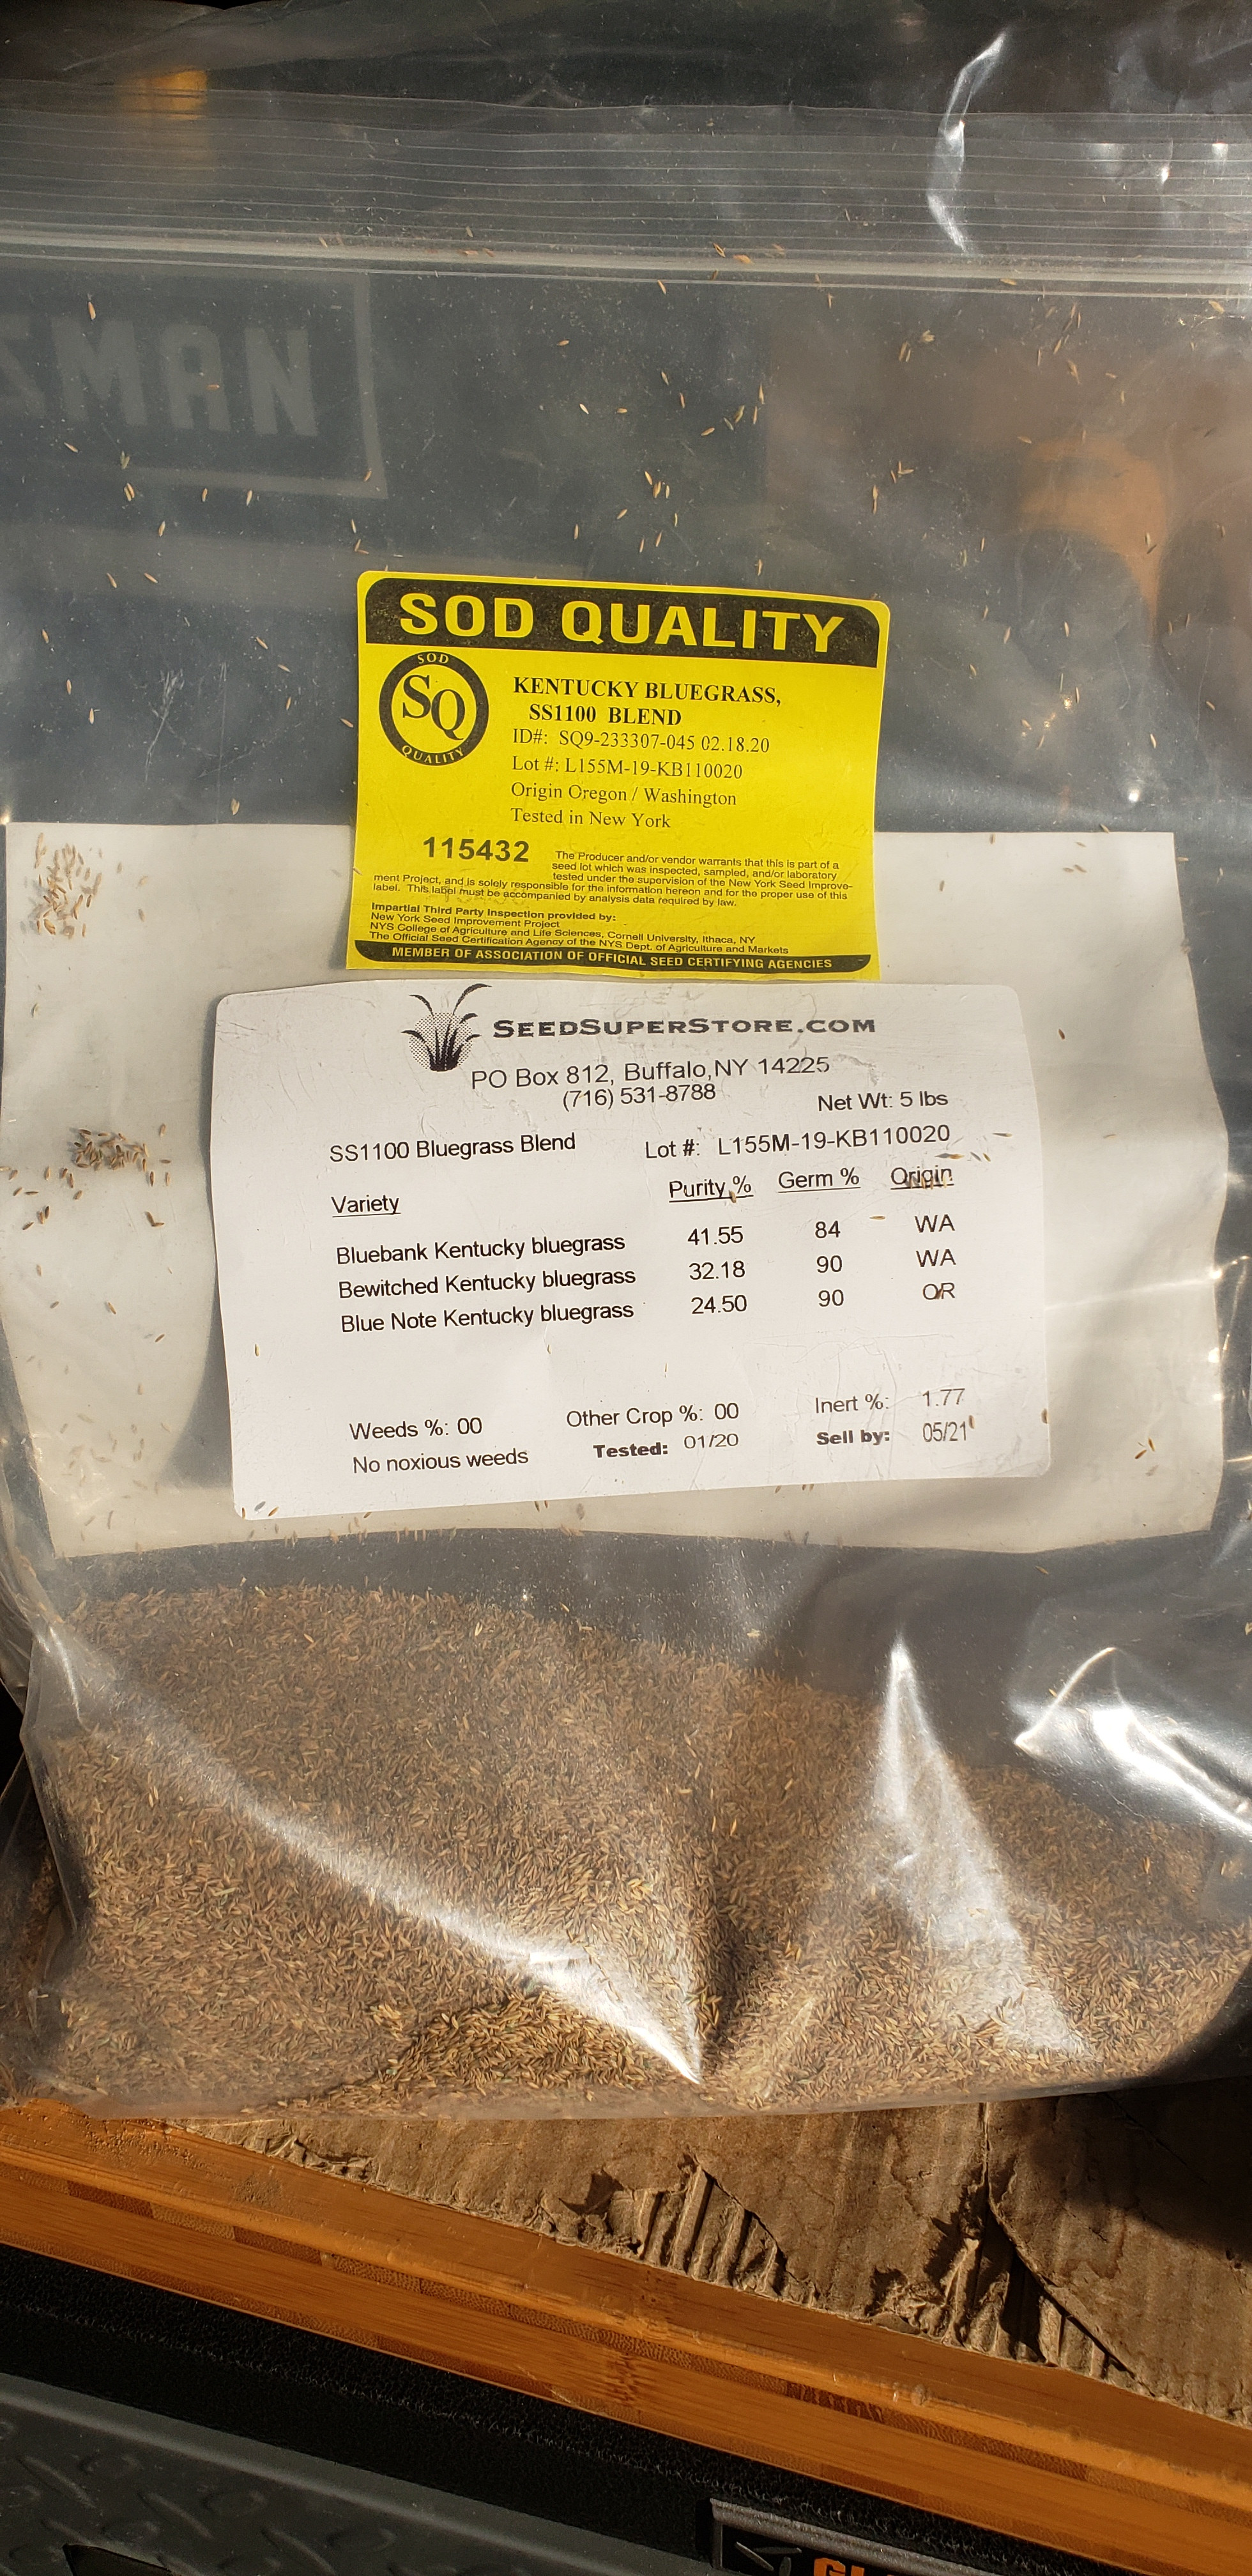 SOD QUALITY
SOD
SQ
QUALITY
KENTUCKY BLUEGRASS,
SS1100 BLEND
ID#: SQ9-233307-045 02.18.20
Lot #: L155M-19-KB110020
Origin Oregon / Washington
Tested in New York
115432
The Producer and/or vendor warrants that this is part of a
seed lot which was inspected, sampled, and/or laboratory
tested under the supervision of the New York Seed Improve-
ment Project, and is solely responsible for the information hereon and for the proper use of this
label. This label must be accompanied by analysis data required by law.
Impartial Third Party Inspection provided by:
New York Seed Improvement Project
NYS College of Agriculture and Life Sciences, Cornell University, Ithaca, NY
The Official Seed Certification Agency of the NYS Dept. of Agriculture and Markets
MEMBER OF ASSOCIATION OF OFFICIAL SEED CERTIFYING AGENCIES
SEEDSUPERSTORE.COM
PO Box 812, Buffalo,NY 14225
(716) 531-8788
Net Wt: 5 lbs
SS1100 Bluegrass Blend Lot #: L155M-19-KB110020
Variety Purity % Germ % Origin
Bluebank Kentucky bluegrass 41.55 84 WA
Bewitched Kentucky bluegrass 32.18 90 WA
Blue Note Kentucky bluegrass 24.50 90 OR
Weeds %: 00 Other Crop %: 00 Inert %: 1.77
No noxious weeds Tested: 01/20 Sell by: 05/21